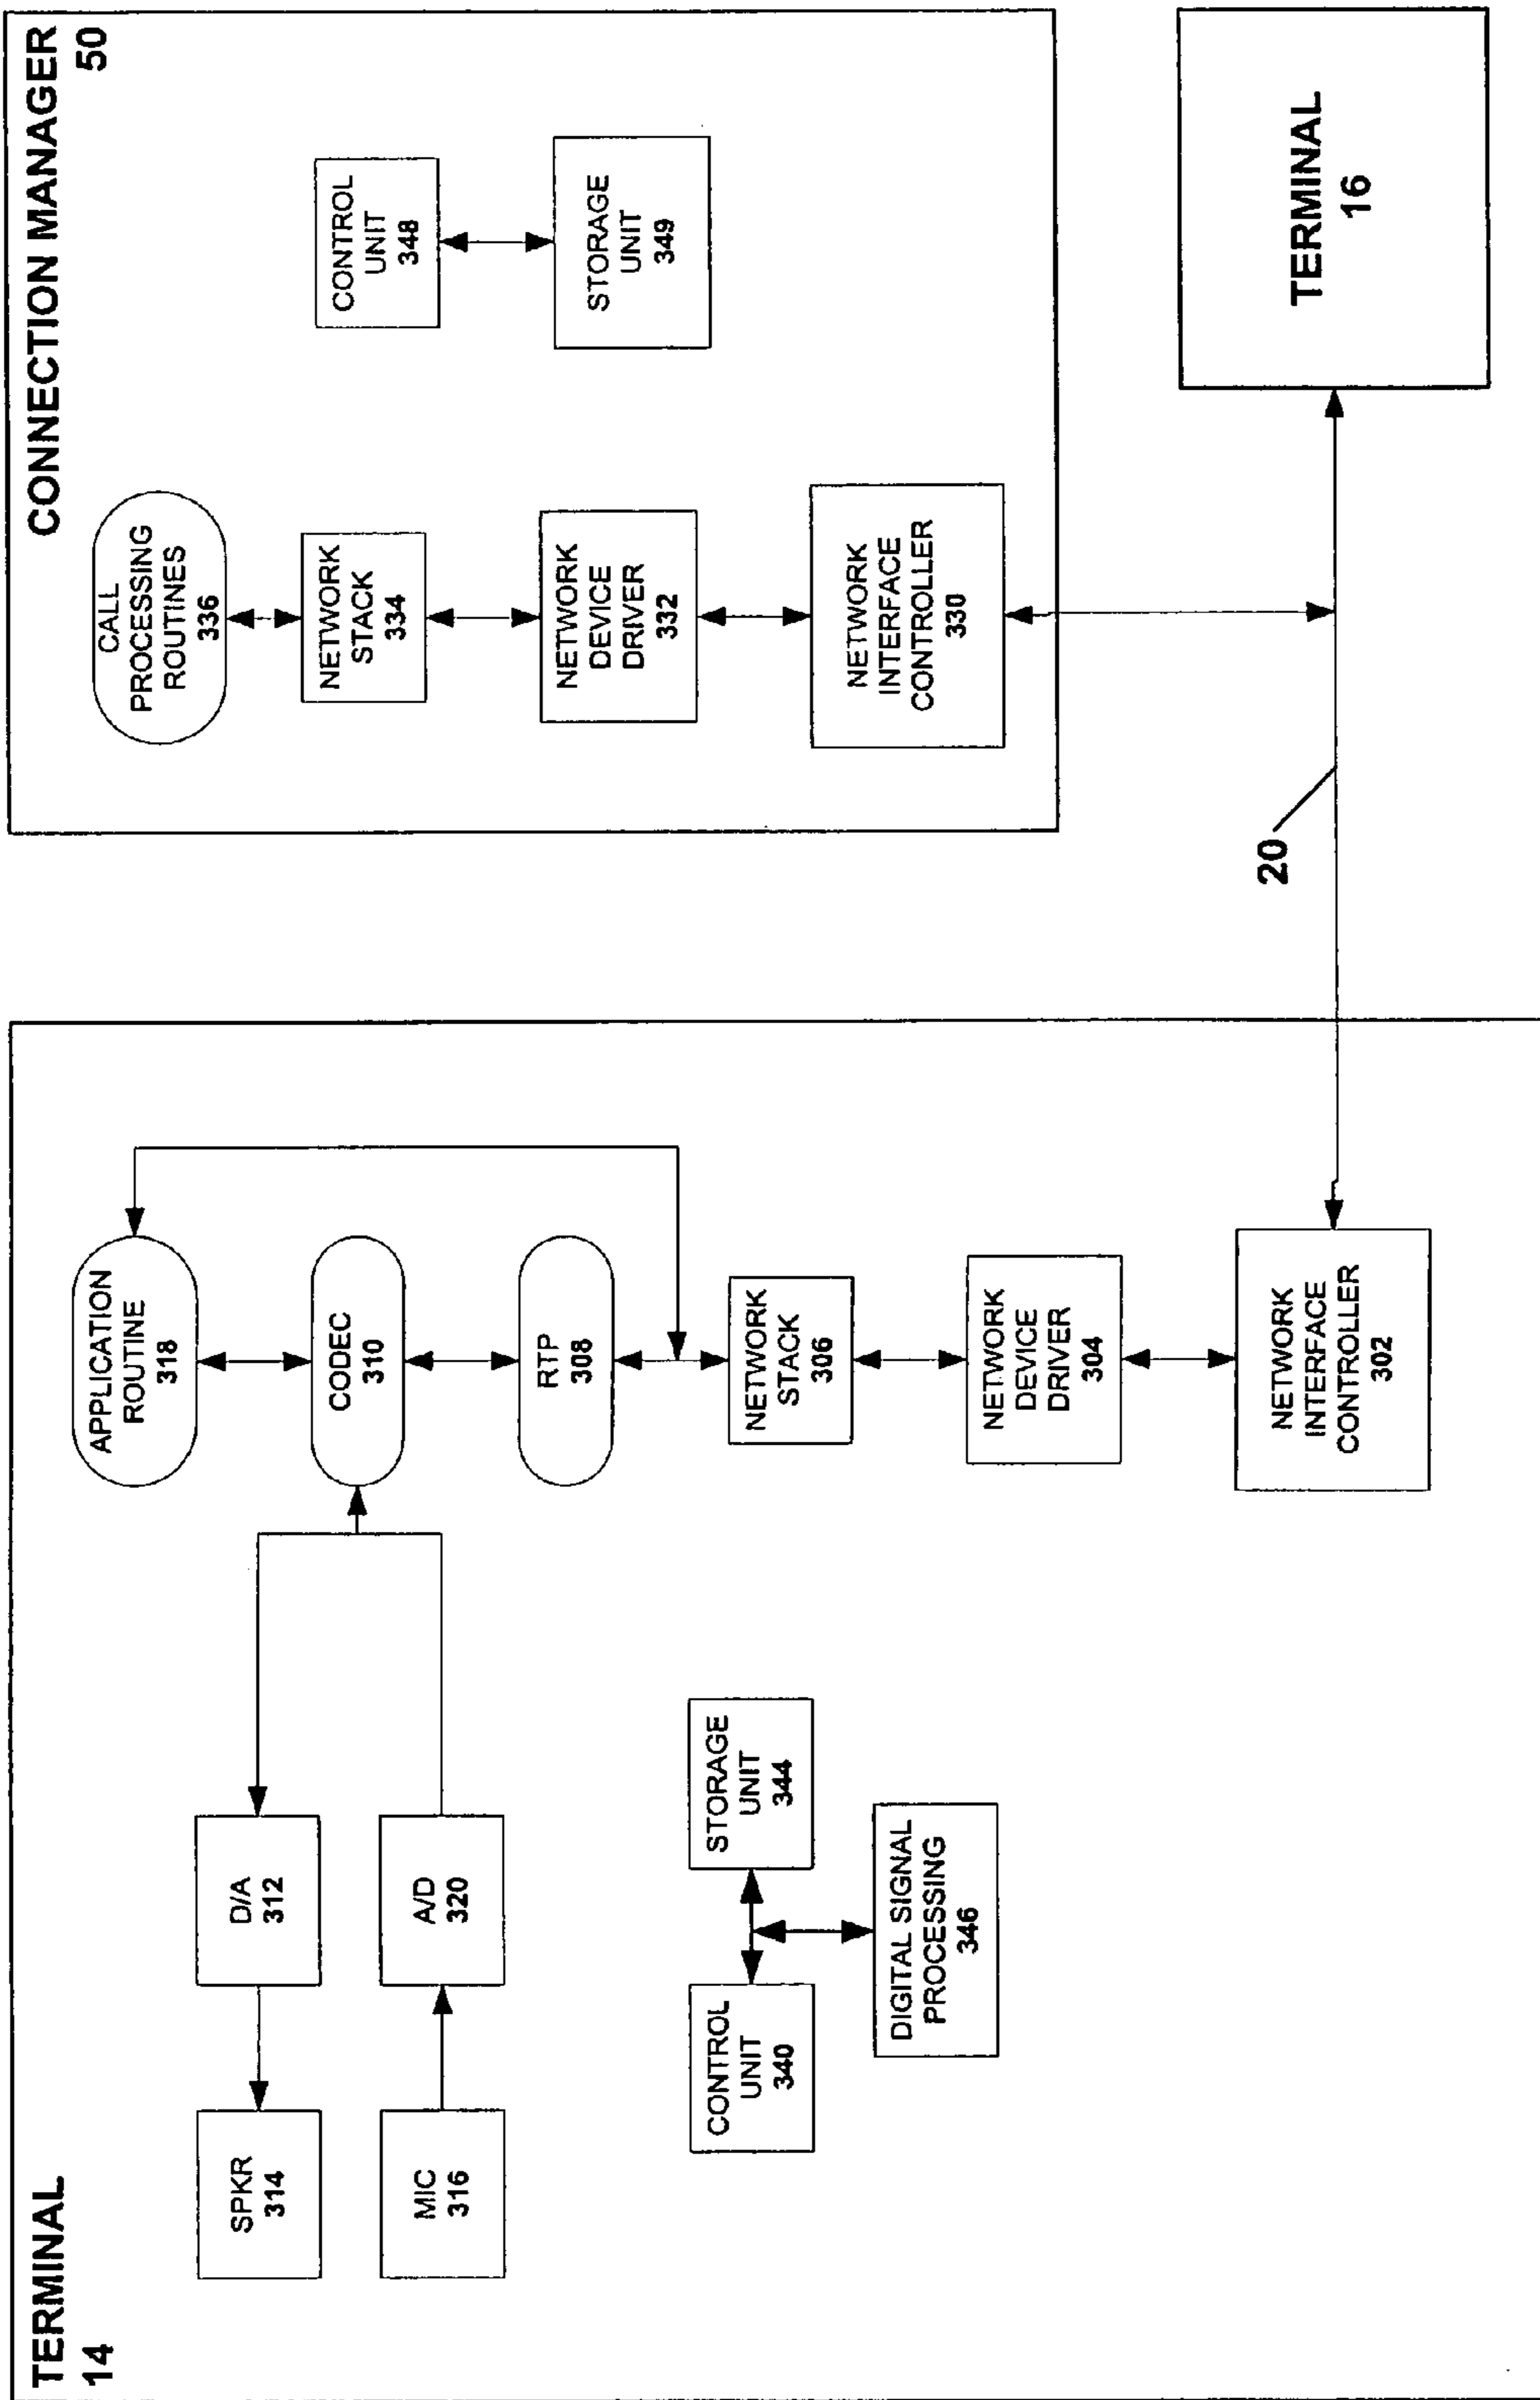 TERMINAL
14
SPKR
314
D/A
312
MIC
316
A/D
320
APPLICATION
ROUTINE
318
CODEC
310
RTP
308
NETWORK
STACK
306
NETWORK
DEVICE
DRIVER
304
NETWORK
INTERFACE
CONTROLLER
302
CONTROL
UNIT
340
STORAGE
UNIT
344
DIGITAL SIGNAL
PROCESSING
346
CONNECTION MANAGER
50
CALL
PROCESSING
ROUTINES
336
NETWORK
STACK
334
NETWORK
DEVICE
DRIVER
332
NETWORK
INTERFACE
CONTROLLER
330
CONTROL
UNIT
348
STORAGE
UNIT
349
20
TERMINAL
16